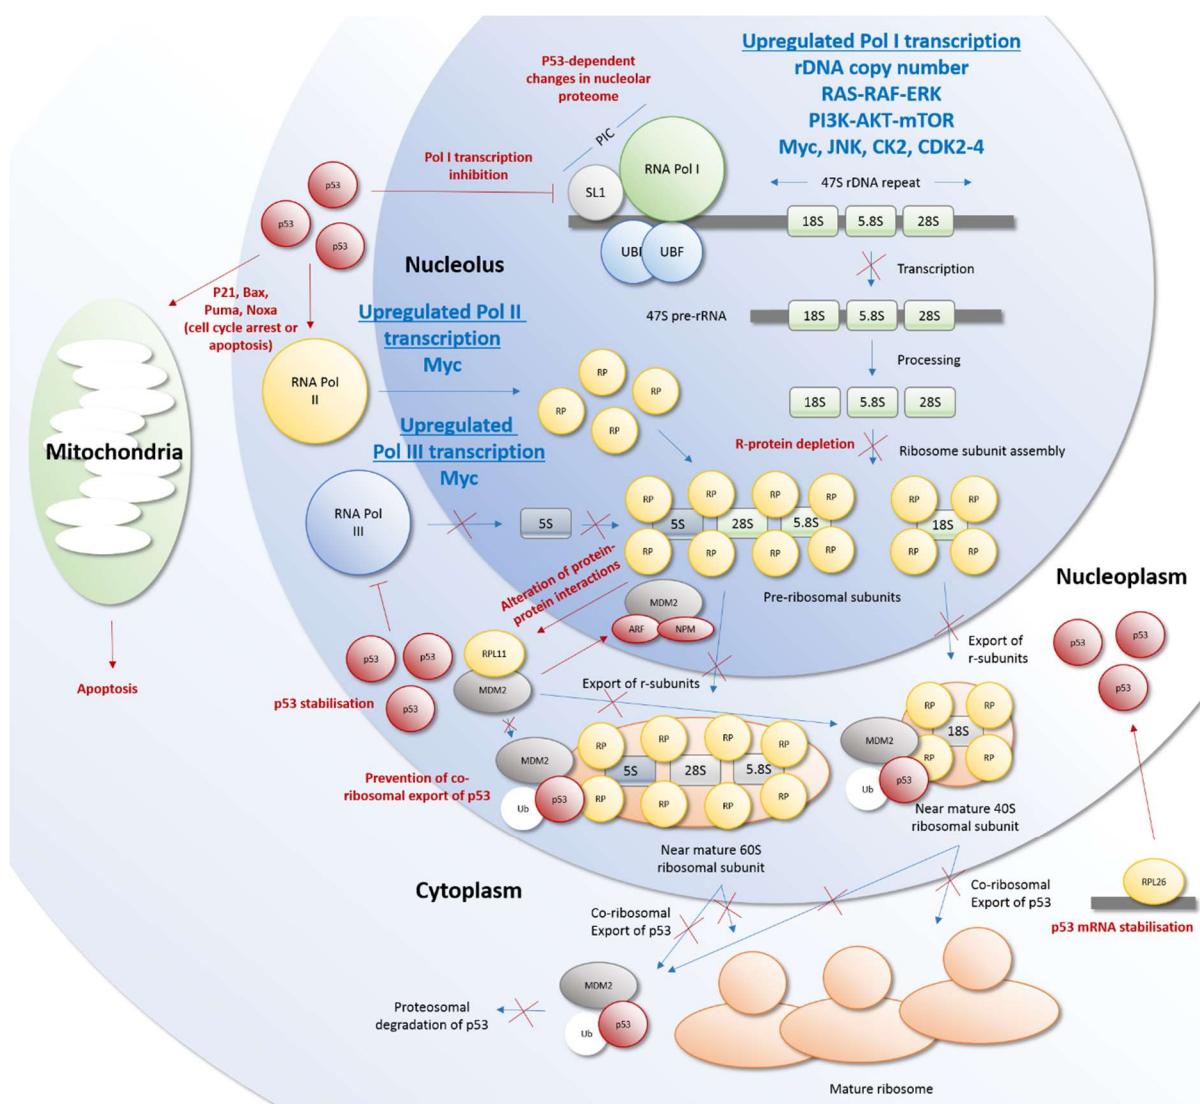 P53-dependent
changes in nucleolar
proteome
Upregulated Pol I transcription
rDNA copy number
RAS-RAF-ERK
PI3K-AKT-mTOR
Myc, JNK, CK2, CDK2-4
PIC
Pol I transcription
inhibition
RNA Pol I
SL1
47S rDNA repeat
p53
p53
p53
18S
5.8S
28S
UBF
UBF
Nucleolus
Transcription
P21, Bax,
Puma, Noxa
(cell cycle arrest or
apoptosis)
Upregulated Pol II
transcription
Myc
47S pre-rRNA
18S
5.8S
28S
Processing
RNA Pol
II
RP
RP
RP
RP
18S
5.8S
28S
Upregulated
Pol III transcription
Myc
R-protein depletion
Ribosome subunit assembly
Mitochondria
RNA Pol
III
5S
RP
RP
RP
RP
5S
28S
5.8S
RP
RP
RP
RP
RP
RP
18S
RP
RP
Alteration of protein-
protein interactions
MDM2
ARF
NPM
Pre-ribosomal subunits
Nucleoplasm
p53
p53
p53
Export of
r-subunits
p53
p53
p53
RPL11
MDM2
Apoptosis
p53 stabilisation
Export of r-subunits
MDM2
Ub
p53
RP
RP
RP
RP
5S
28S
5.8S
RP
RP
RP
RP
MDM2
Ub
p53
RP
RP
18S
RP
RP
Prevention of co-
ribosomal export of p53
Near mature 60S
ribosomal subunit
Near mature 40S
ribosomal subunit
Cytoplasm
Co-ribosomal
Export of p53
Co-ribosomal
Export of p53
RPL26
p53 mRNA stabilisation
MDM2
Ub
p53
Proteosomal
degradation of p53
Mature ribosome